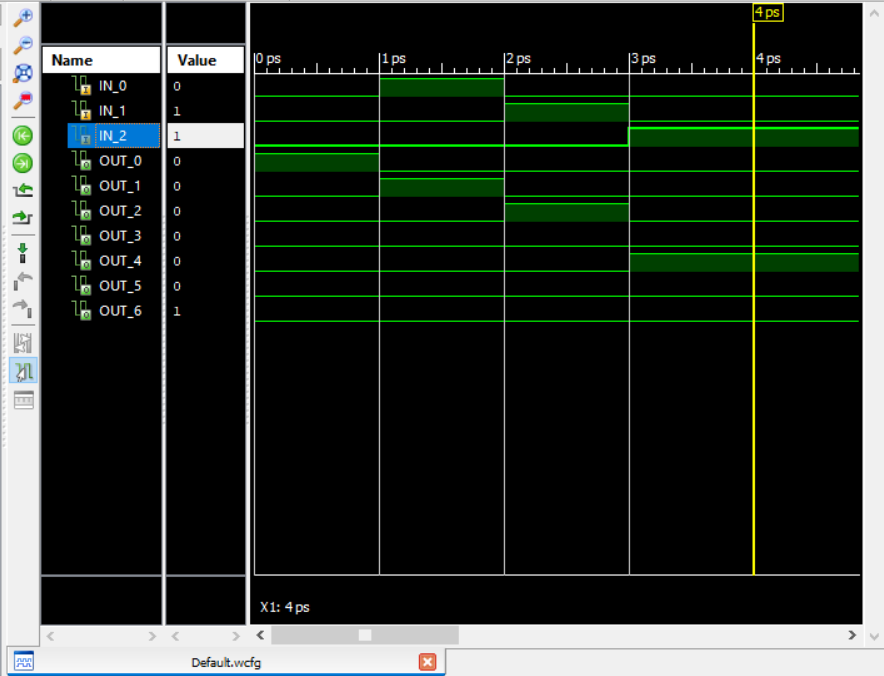 4 ps
Name Value
0 ps 1 ps 2 ps 3 ps 4 ps
IN_0 0
IN_1 1
IN_2 1
OUT_0 0
OUT_1 0
OUT_2 0
OUT_3 0
OUT_4 0
OUT_5 0
OUT_6 1
X1: 4 ps
Default.wcfg